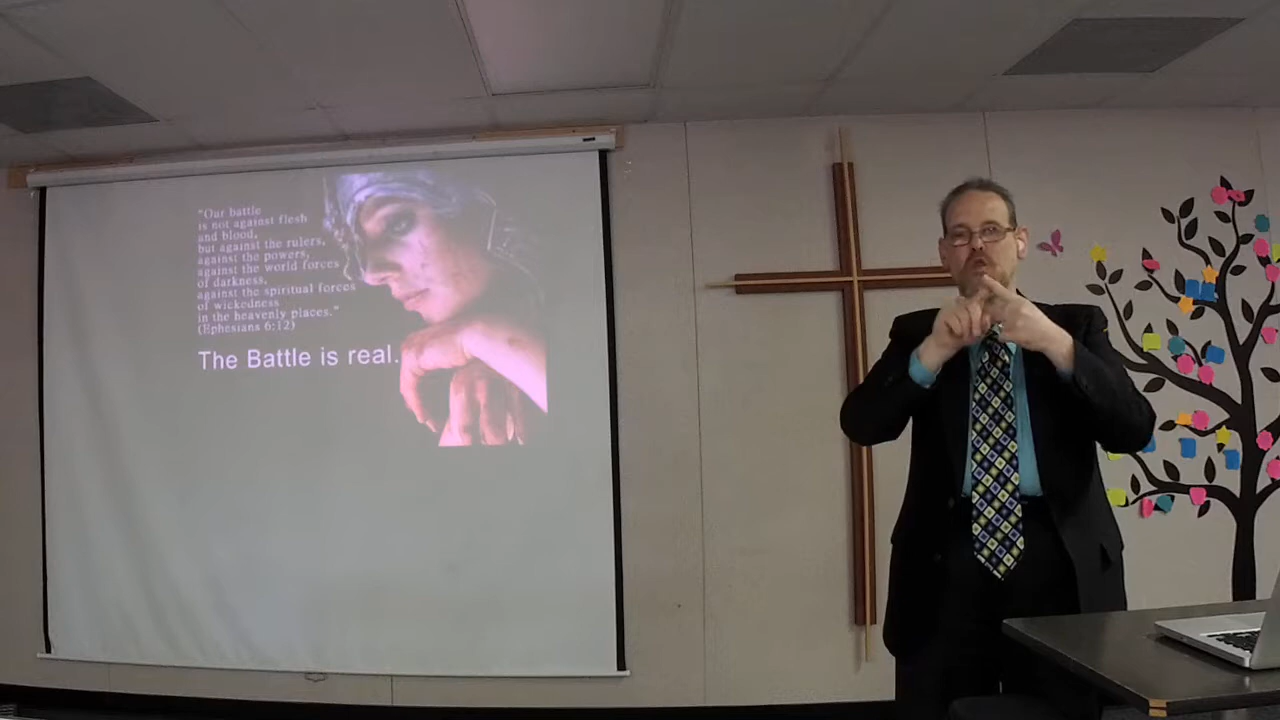 "Our battle
is not against flesh
and blood,
but against the rulers,
against the powers,
against the world forces
of darkness,
against the spiritual forces
of wickedness
in the heavenly places."
(Ephesians 6:12)
The Battle is real.